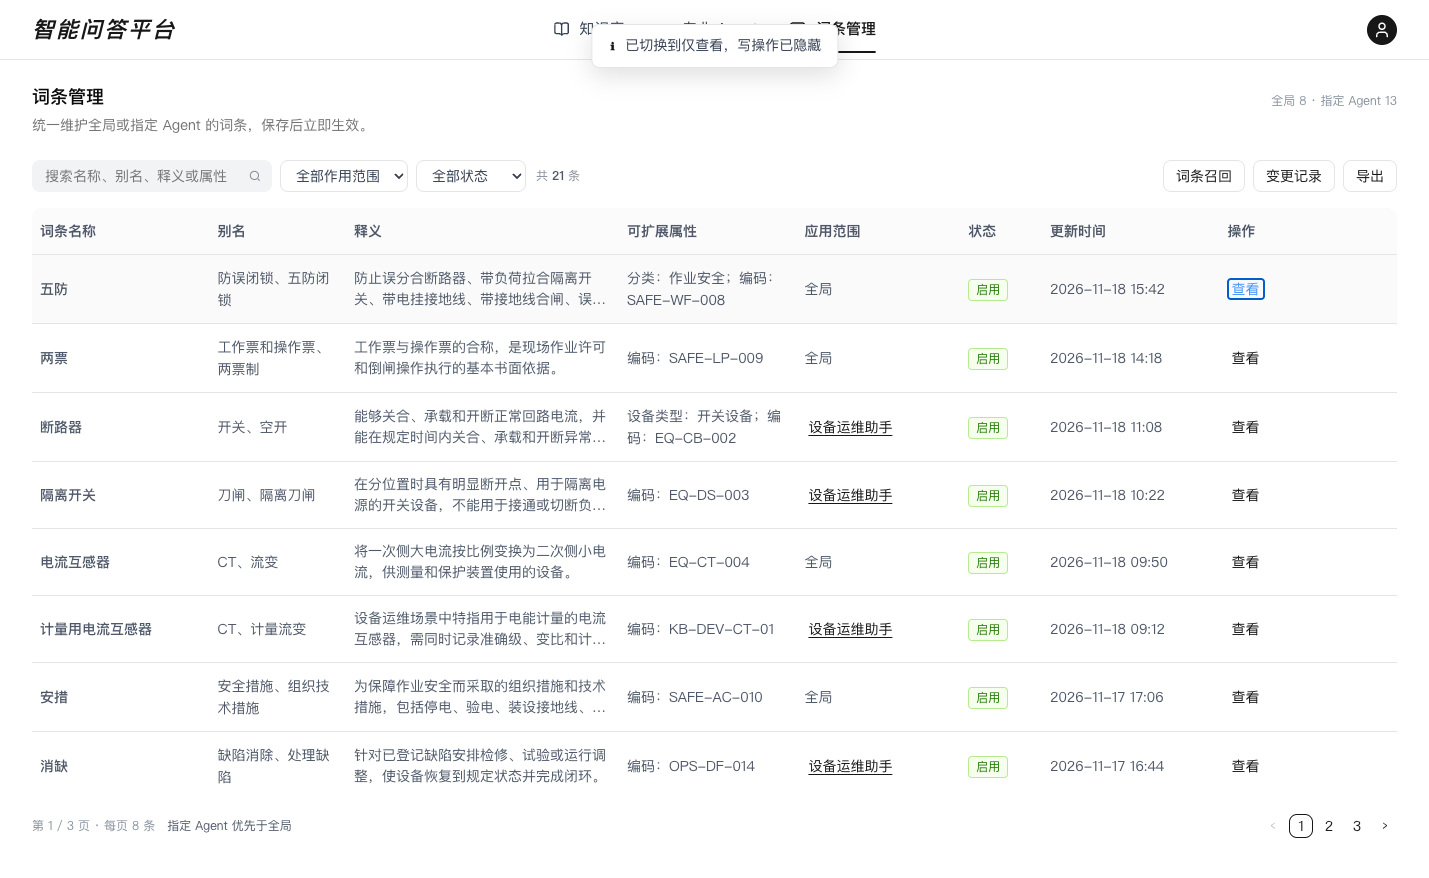 智能问答平台
词条管理
已切换到仅查看，写操作已隐藏
词条管理
全局 8 · 指定 Agent 13
统一维护全局或指定 Agent 的词条，保存后立即生效。
搜索名称、别名、释义或属性 全部作用范围 全部状态 共 21 条 词条召回 变更记录 导出
词条名称 别名 释义 可扩展属性 应用范围 状态 更新时间 操作
五防 防误闭锁、五防闭锁 防止误分合断路器、带负荷拉合隔离开关、带电挂接地线、带接地线合闸、误... 分类：作业安全；编码：SAFE-WF-008 全局 启用 2026-11-18 15:42 查看
两票 工作票和操作票、两票制 工作票与操作票的合称，是现场作业许可和倒闸操作执行的基本书面依据。 编码：SAFE-LP-009 全局 启用 2026-11-18 14:18 查看
断路器 开关、空开 能够关合、承载和开断正常回路电流，并能在规定时间内关合、承载和开断异常... 设备类型：开关设备；编码：EQ-CB-002 设备运维助手 启用 2026-11-18 11:08 查看
隔离开关 刀闸、隔离刀闸 在分位置时具有明显断开点、用于隔离电源的开关设备，不能用于接通或切断负... 编码：EQ-DS-003 设备运维助手 启用 2026-11-18 10:22 查看
电流互感器 CT、流变 将一次侧大电流按比例变换为二次侧小电流，供测量和保护装置使用的设备。 编码：EQ-CT-004 全局 启用 2026-11-18 09:50 查看
计量用电流互感器 CT、计量流变 设备运维场景中特指用于电能计量的电流互感器，需同时记录准确级、变比和计... 编码：KB-DEV-CT-01 设备运维助手 启用 2026-11-18 09:12 查看
安措 安全措施、组织技术措施 为保障作业安全而采取的组织措施和技术措施，包括停电、验电、装设接地线、... 编码：SAFE-AC-010 全局 启用 2026-11-17 17:06 查看
消缺 缺陷消除、处理缺陷 针对已登记缺陷安排检修、试验或运行调整，使设备恢复到规定状态并完成闭环。 编码：OPS-DF-014 设备运维助手 启用 2026-11-17 16:44 查看
第 1 / 3 页 · 每页 8 条 指定 Agent 优先于全局 1 2 3